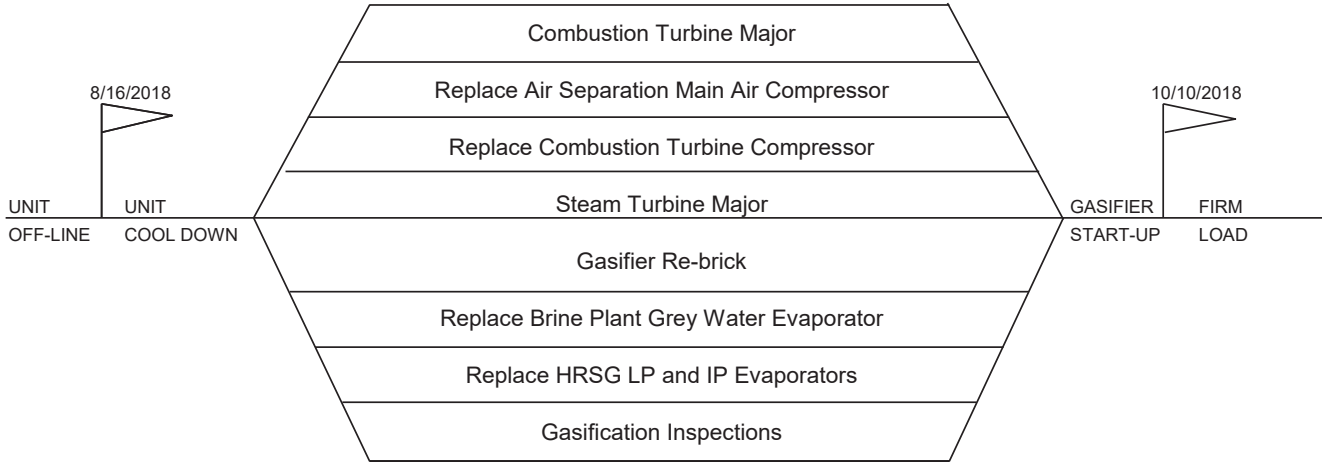 Combustion Turbine Major
8/16/2018
Replace Air Separation Main Air Compressor
10/10/2018
Replace Combustion Turbine Compressor
UNIT UNIT Steam Turbine Major GASIFIER FIRM
OFF-LINE COOL DOWN START-UP LOAD
Gasifier Re-brick
Replace Brine Plant Grey Water Evaporator
Replace HRSG LP and IP Evaporators
Gasification Inspections